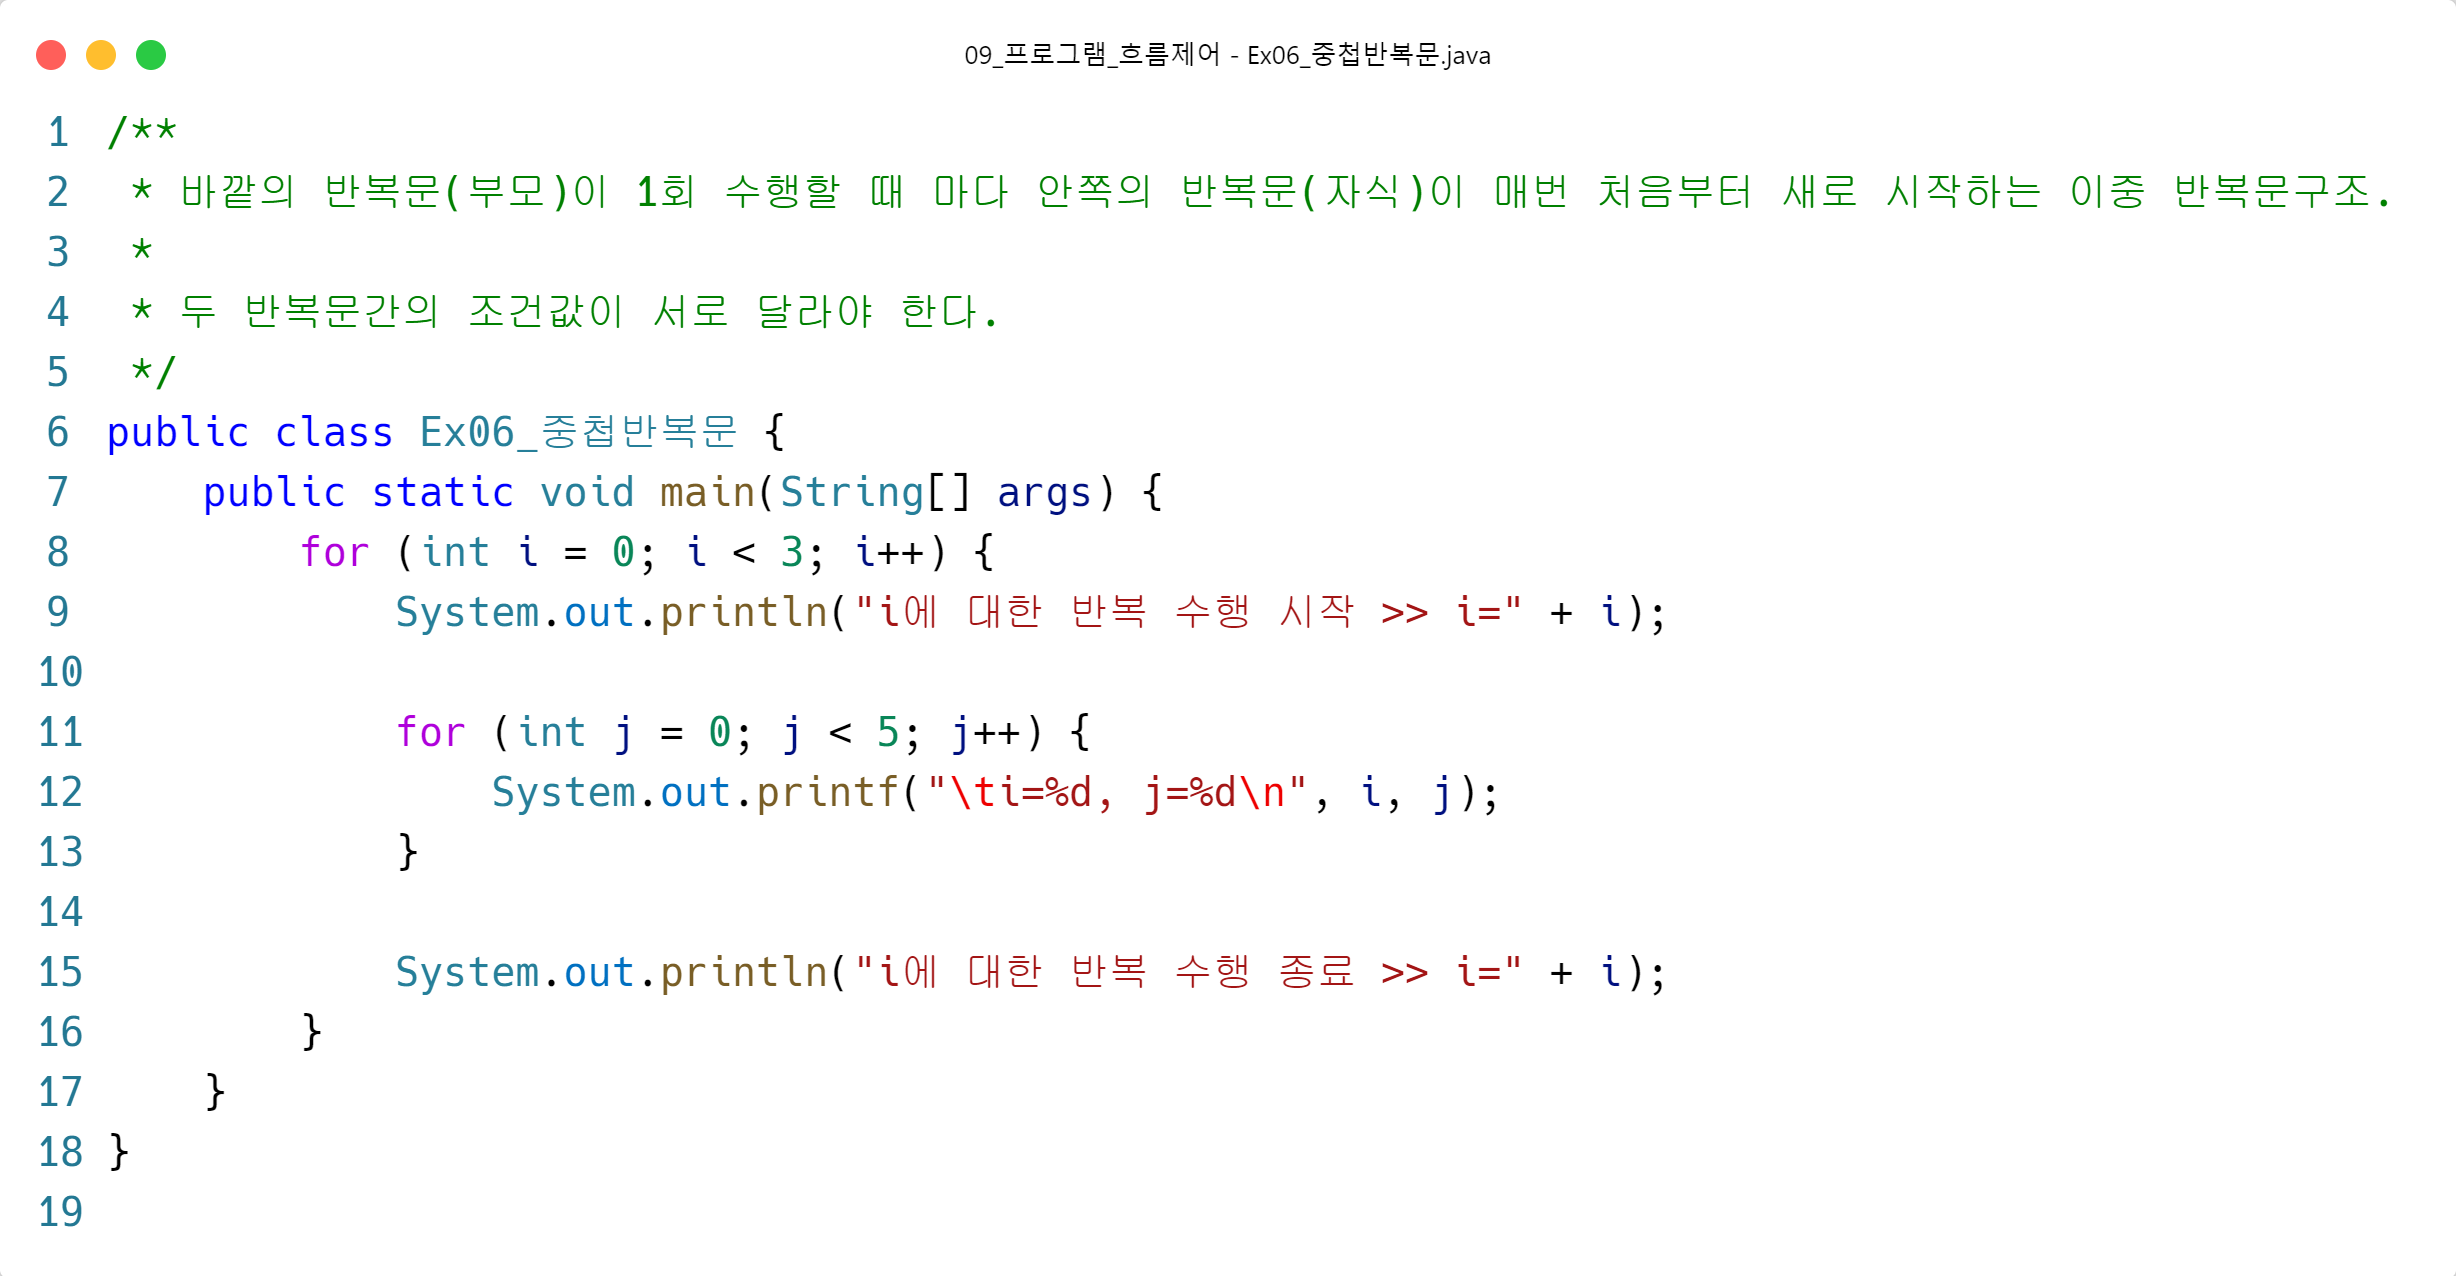 09_프로그램_흐름제어 - Ex06_중첩반복문.java
1 /**
2  * 바깥의 반복문(부모)이 1회 수행할 때 마다 안쪽의 반복문(자식)이 매번 처음부터 새로 시작하는 이중 반복문구조.
3  *
4  * 두 반복문간의 조건값이 서로 달라야 한다.
5  */
6 public class Ex06_중첩반복문 {
7     public static void main(String[] args) {
8         for (int i = 0; i < 3; i++) {
9             System.out.println("i에 대한 반복 수행 시작 >> i=" + i);
10
11             for (int j = 0; j < 5; j++) {
12                 System.out.printf("\ti=%d, j=%d\n", i, j);
13             }
14
15             System.out.println("i에 대한 반복 수행 종료 >> i=" + i);
16         }
17     }
18 }
19